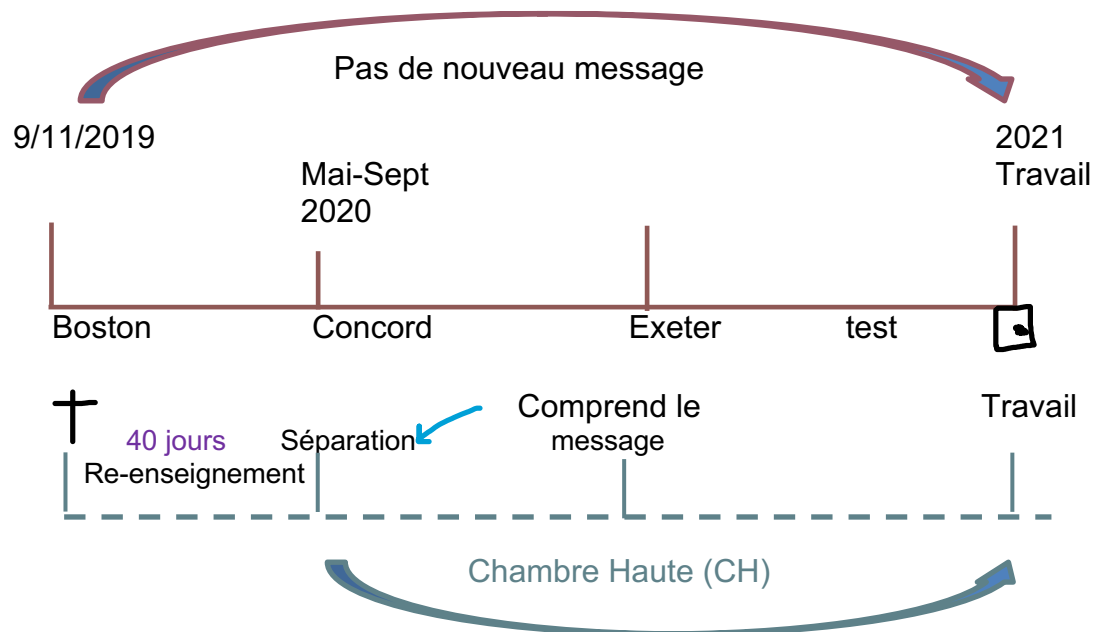 Pas de nouveau message
9/11/2019
2021
Travail
Mai-Sept
2020
Boston
Concord
Exeter
test
Comprend le
message
Travail
40 jours
Séparation
Re-enseignement
Chambre Haute (CH)